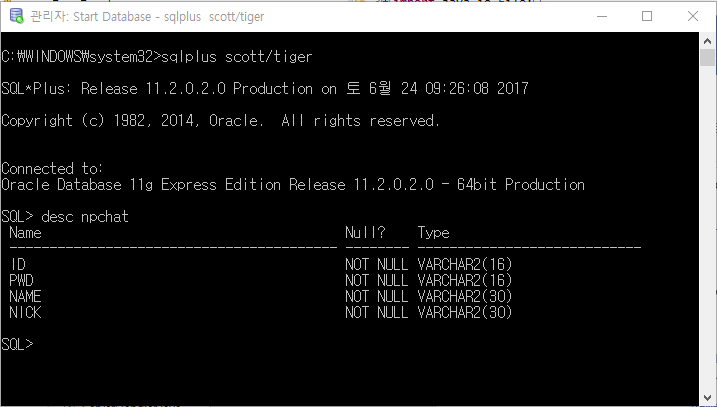 관리자: Start Database - sqlplus  scott/tiger
C:\WINDOWS\system32>sqlplus scott/tiger
SQL*Plus: Release 11.2.0.2.0 Production on 토 6월 24 09:26:08 2017
Copyright (c) 1982, 2014, Oracle.  All rights reserved.
Connected to:
Oracle Database 11g Express Edition Release 11.2.0.2.0 - 64bit Production
SQL> desc npchat
Name                                      Null?    Type
----------------------------------------- -------- ----------------------------
ID                                        NOT NULL VARCHAR2(16)
PWD                                       NOT NULL VARCHAR2(16)
NAME                                      NOT NULL VARCHAR2(30)
NICK                                      NOT NULL VARCHAR2(30)
SQL>